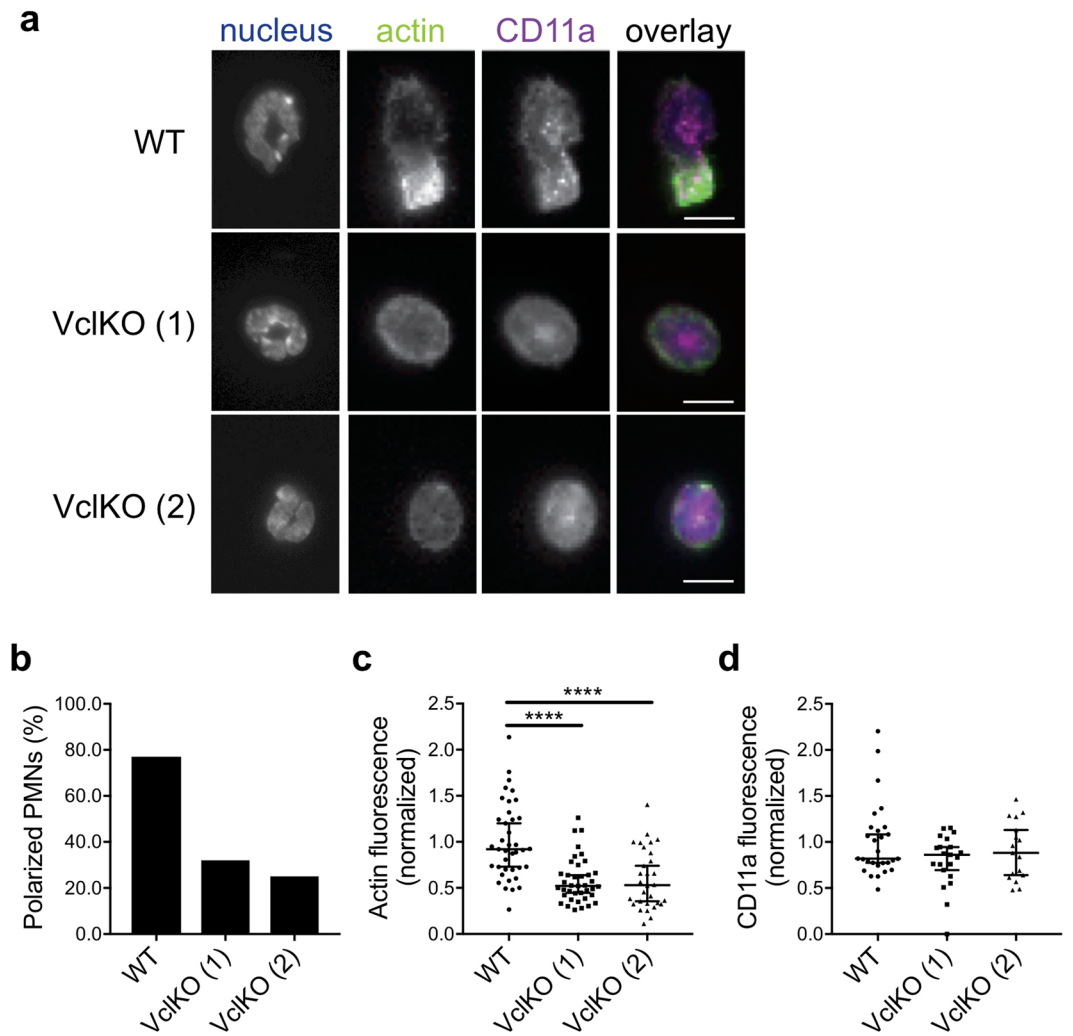 a
nucleus actin CD11a overlay
WT
VclKO (1)
VclKO (2)
b c d
Polarized PMNs (%)
100.0
80.0
60.0
40.0
20.0
0.0
WT
VclKO (1)
VclKO (2)
Actin fluorescence
(normalized)
2.5
2.0
1.5
1.0
0.5
0.0
****
****
WT
VclKO (1)
VclKO (2)
CD11a fluorescence
(normalized)
2.5
2.0
1.5
1.0
0.5
0.0
WT
VclKO (1)
VclKO (2)